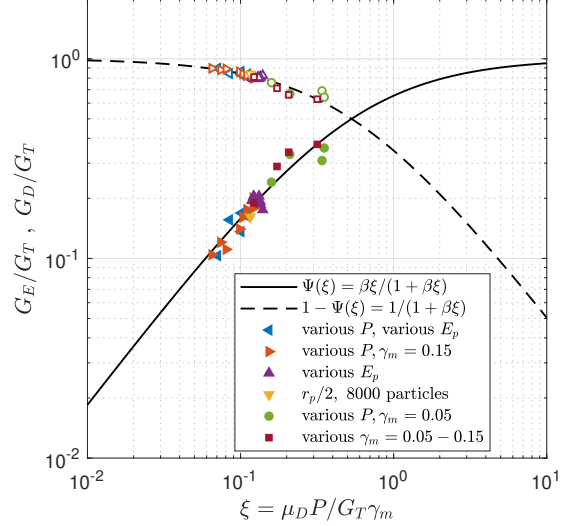 10^0
10^-1
10^-2
G_E/G_T , G_D/G_T
Ψ(ξ) = βξ/(1 + βξ)
1 − Ψ(ξ) = 1/(1 + βξ)
various P, various E_p
various P, γ_m = 0.15
various E_p
r_p/2, 8000 particles
various P, γ_m = 0.05
various γ_m = 0.05 − 0.15
10^-2 10^-1 10^0 10^1
ξ = μ_D P/G_T γ_m